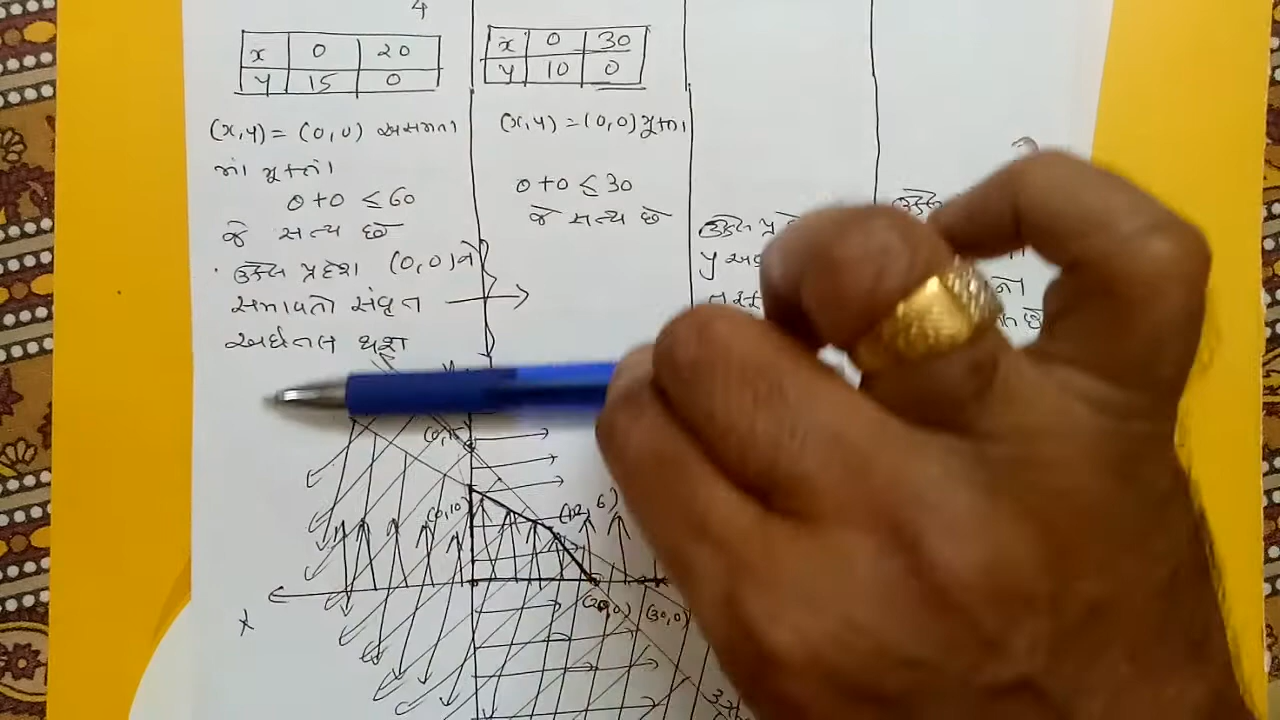 4
x 0 20
y 15 0
(x,y) = (0,0) અસમતા
માં મૂકતાં
0 + 0 ≤ 60
જે સત્ય છે
ઉકેલ પ્રદેશ (0,0) ને
સમાવતો સંવૃત
અર્ધતલ થશે
x 0 30
y 10 0
(x,y) = (0,0) મૂકતા
0 + 0 ≤ 30
જે સત્ય છે
ઉકેલ
y
ઉકેલ
(0,10)
(12,6)
(20,0)
(30,0)
X